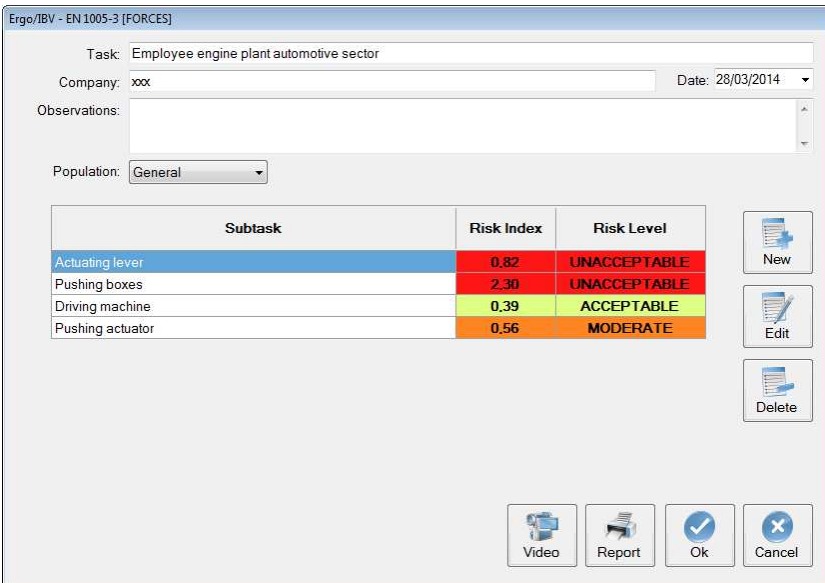 Ergo/IBV - EN 1005-3 [FORCES]
Task: Employee engine plant automotive sector
Company: xxx Date: 28/03/2014
Observations:
Population: General
Subtask Risk Index Risk Level
Actuating lever 0,82 UNACCEPTABLE
Pushing boxes 2,30 UNACCEPTABLE
Driving machine 0,39 ACCEPTABLE
Pushing actuator 0,56 MODERATE
New
Edit
Delete
Video Report Ok Cancel